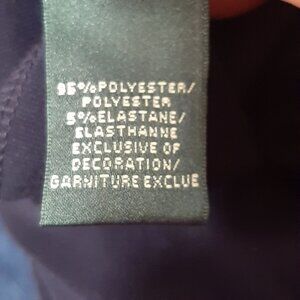 95%POLYESTER/
POLYESTER
5%ELASTANE/
ELASTHANNE
EXCLUSIVE OF
DECORATION/
GARNITURE EXCLUE